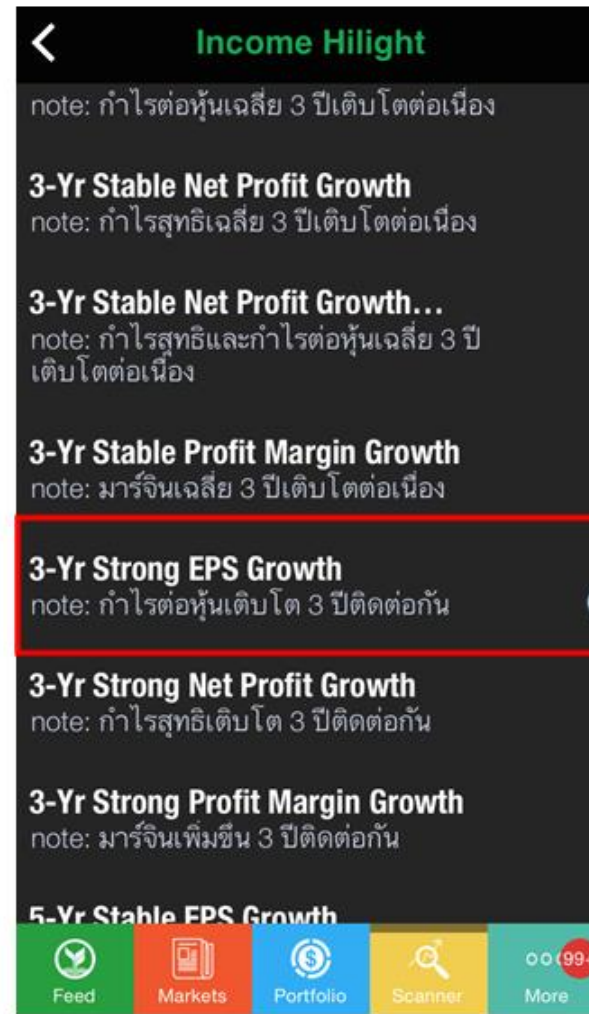 Income Hilight
note: กำไรต่อหุ้นเฉลี่ย 3 ปีเติบโตต่อเนื่อง
3-Yr Stable Net Profit Growth
note: กำไรสุทธิเฉลี่ย 3 ปีเติบโตต่อเนื่อง
3-Yr Stable Net Profit Growth...
note: กำไรสุทธิและกำไรต่อหุ้นเฉลี่ย 3 ปี
เติบโตต่อเนื่อง
3-Yr Stable Profit Margin Growth
note: มาร์จินเฉลี่ย 3 ปีเติบโตต่อเนื่อง
3-Yr Strong EPS Growth
note: กำไรต่อหุ้นเติบโต 3 ปีติดต่อกัน
3-Yr Strong Net Profit Growth
note: กำไรสุทธิเติบโต 3 ปีติดต่อกัน
3-Yr Strong Profit Margin Growth
note: มาร์จินเพิ่มขึ้น 3 ปีติดต่อกัน
5-Yr Stable EPS Growth
Feed Markets Portfolio Scanner More